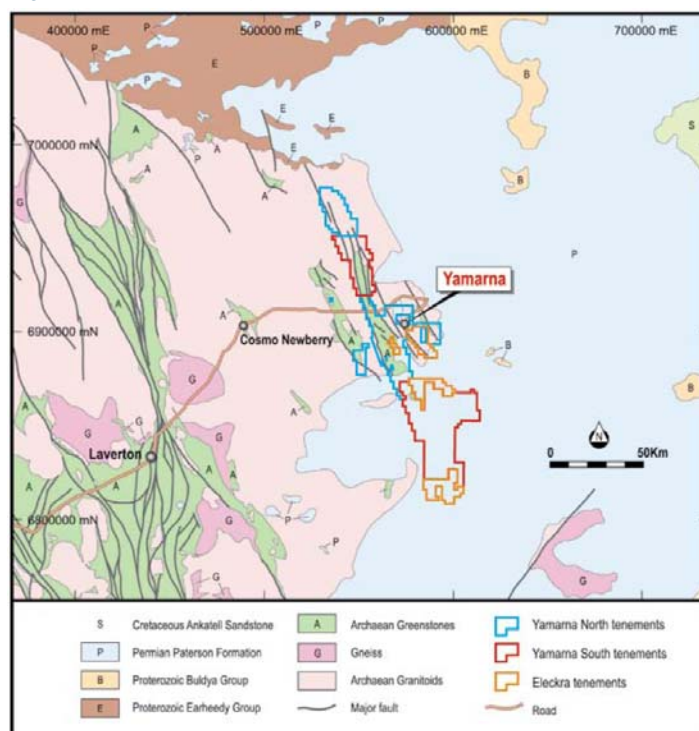 400000 mE 500000 mE 600000 mE 700000 mE
P P E P P
E B
E
S
7000000 mN A E P
A A P E B
A
G A
B
P
Yamarna
A
6900000 mN A A
Cosmo Newberry
A A B
A
G A B
G
Laverton A N
A A A 0 50Km
6800000 mN G
P
P
G G
S Cretaceous Ankatell Sandstone A Archaean Greenstones Yamarna North tenements
P Permian Paterson Formation G Gneiss Yamarna South tenements
B Proterozoic Buldya Group Archaean Granitoids Eleckra tenements
E Proterozoic Earheedy Group Major fault Road